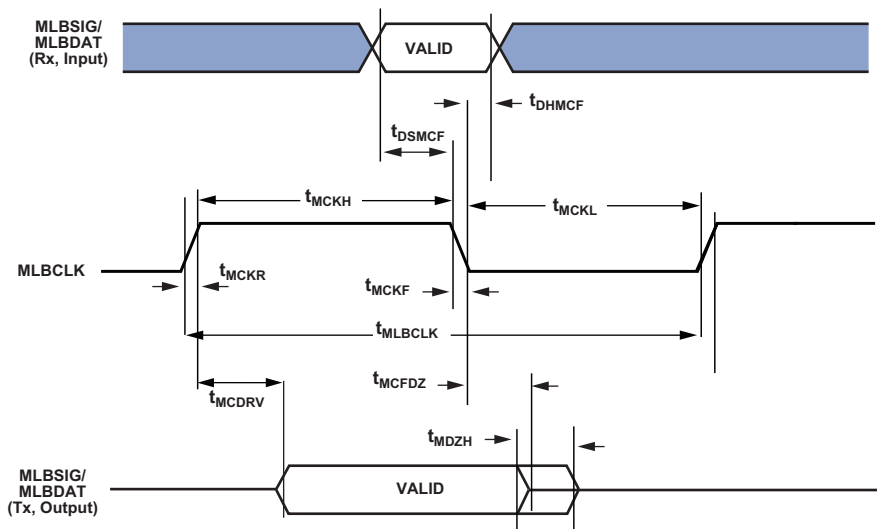 MLBSIG/
MLBDAT
(Rx, Input)
VALID
tDHMCF
tDSMCF
tMCKH
tMCKL
MLBCLK
tMCKR
tMCKF
tMLBCLK
tMCFDZ
tMCDRV
tMDZH
MLBSIG/
MLBDAT
(Tx, Output)
VALID